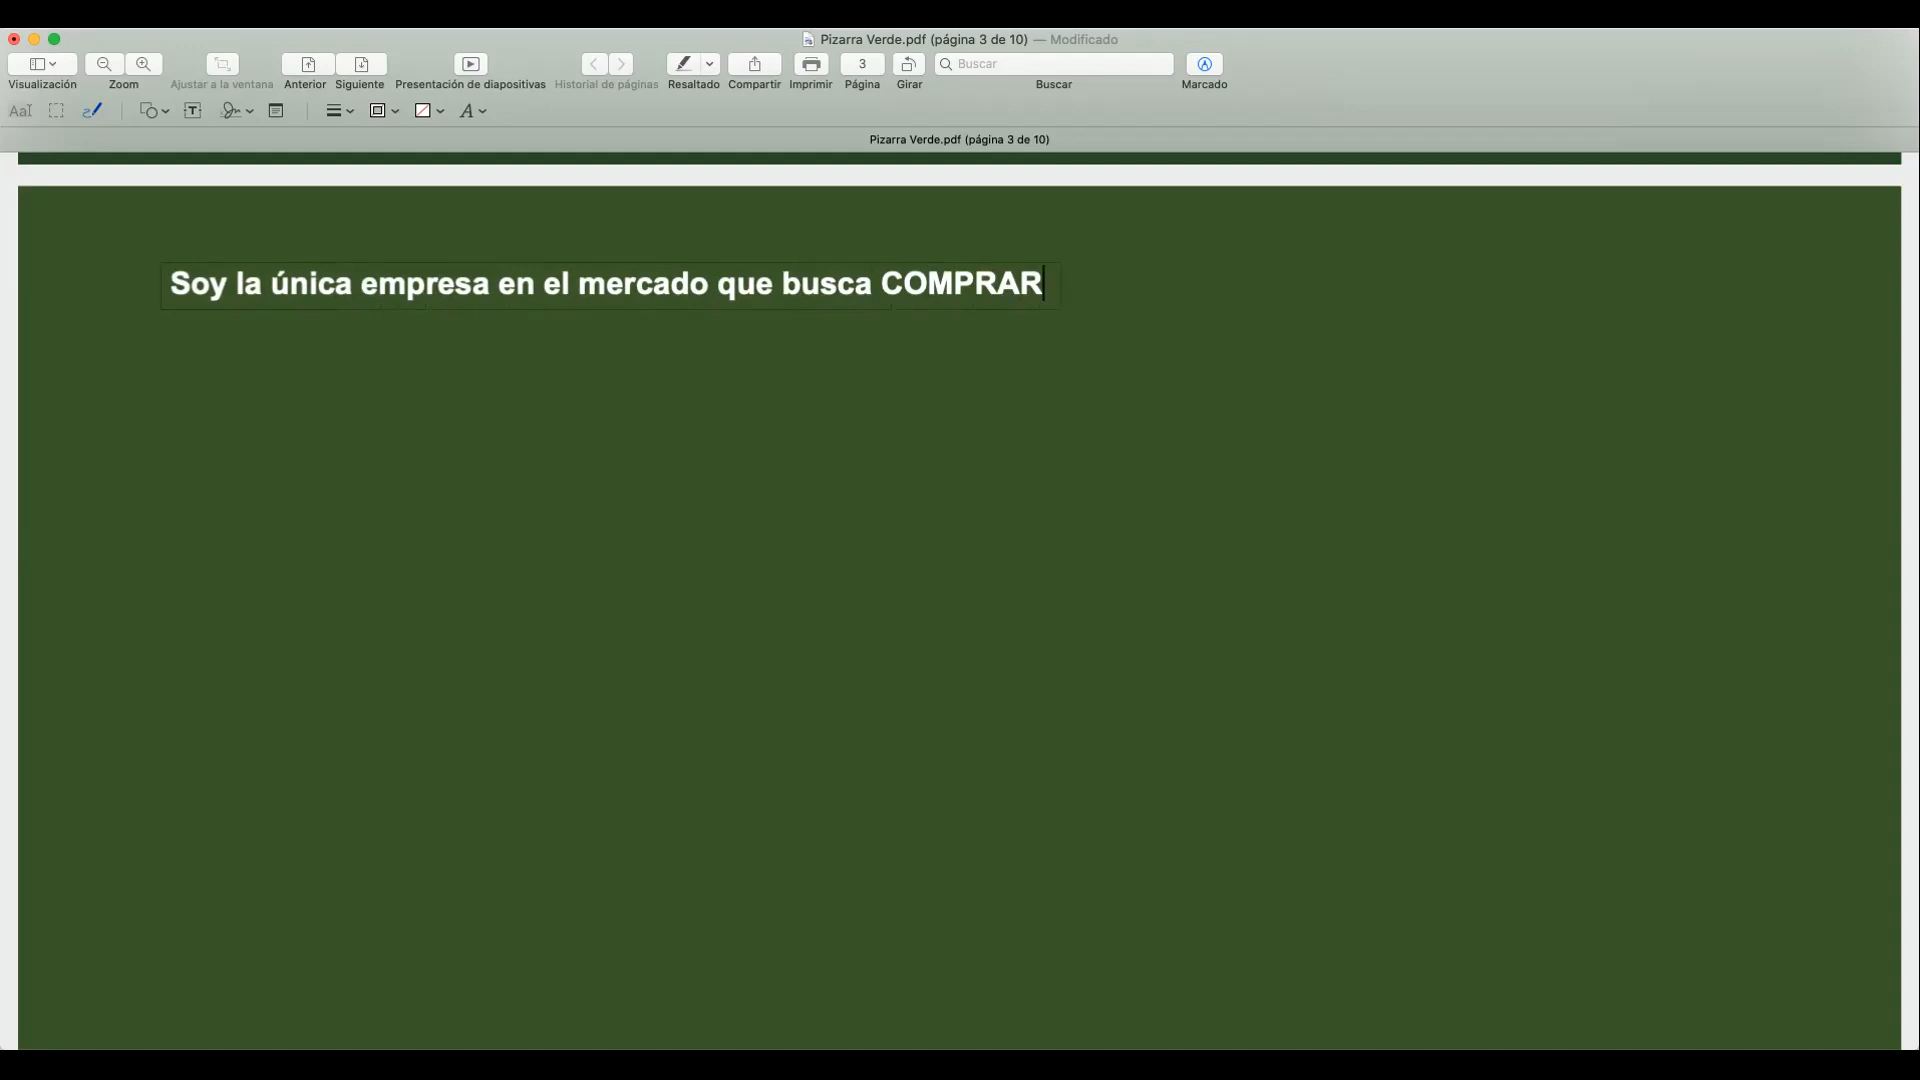 Pizarra Verde.pdf (página 3 de 10) — Modificado
3
Buscar
Visualización
Zoom
Ajustar a la ventana
Anterior
Siguiente
Presentación de diapositivas
Historial de páginas
Resaltado
Compartir
Imprimir
Página
Girar
Buscar
Marcado
AaI
T
A
Pizarra Verde.pdf (página 3 de 10)
Soy la única empresa en el mercado que busca COMPRAR